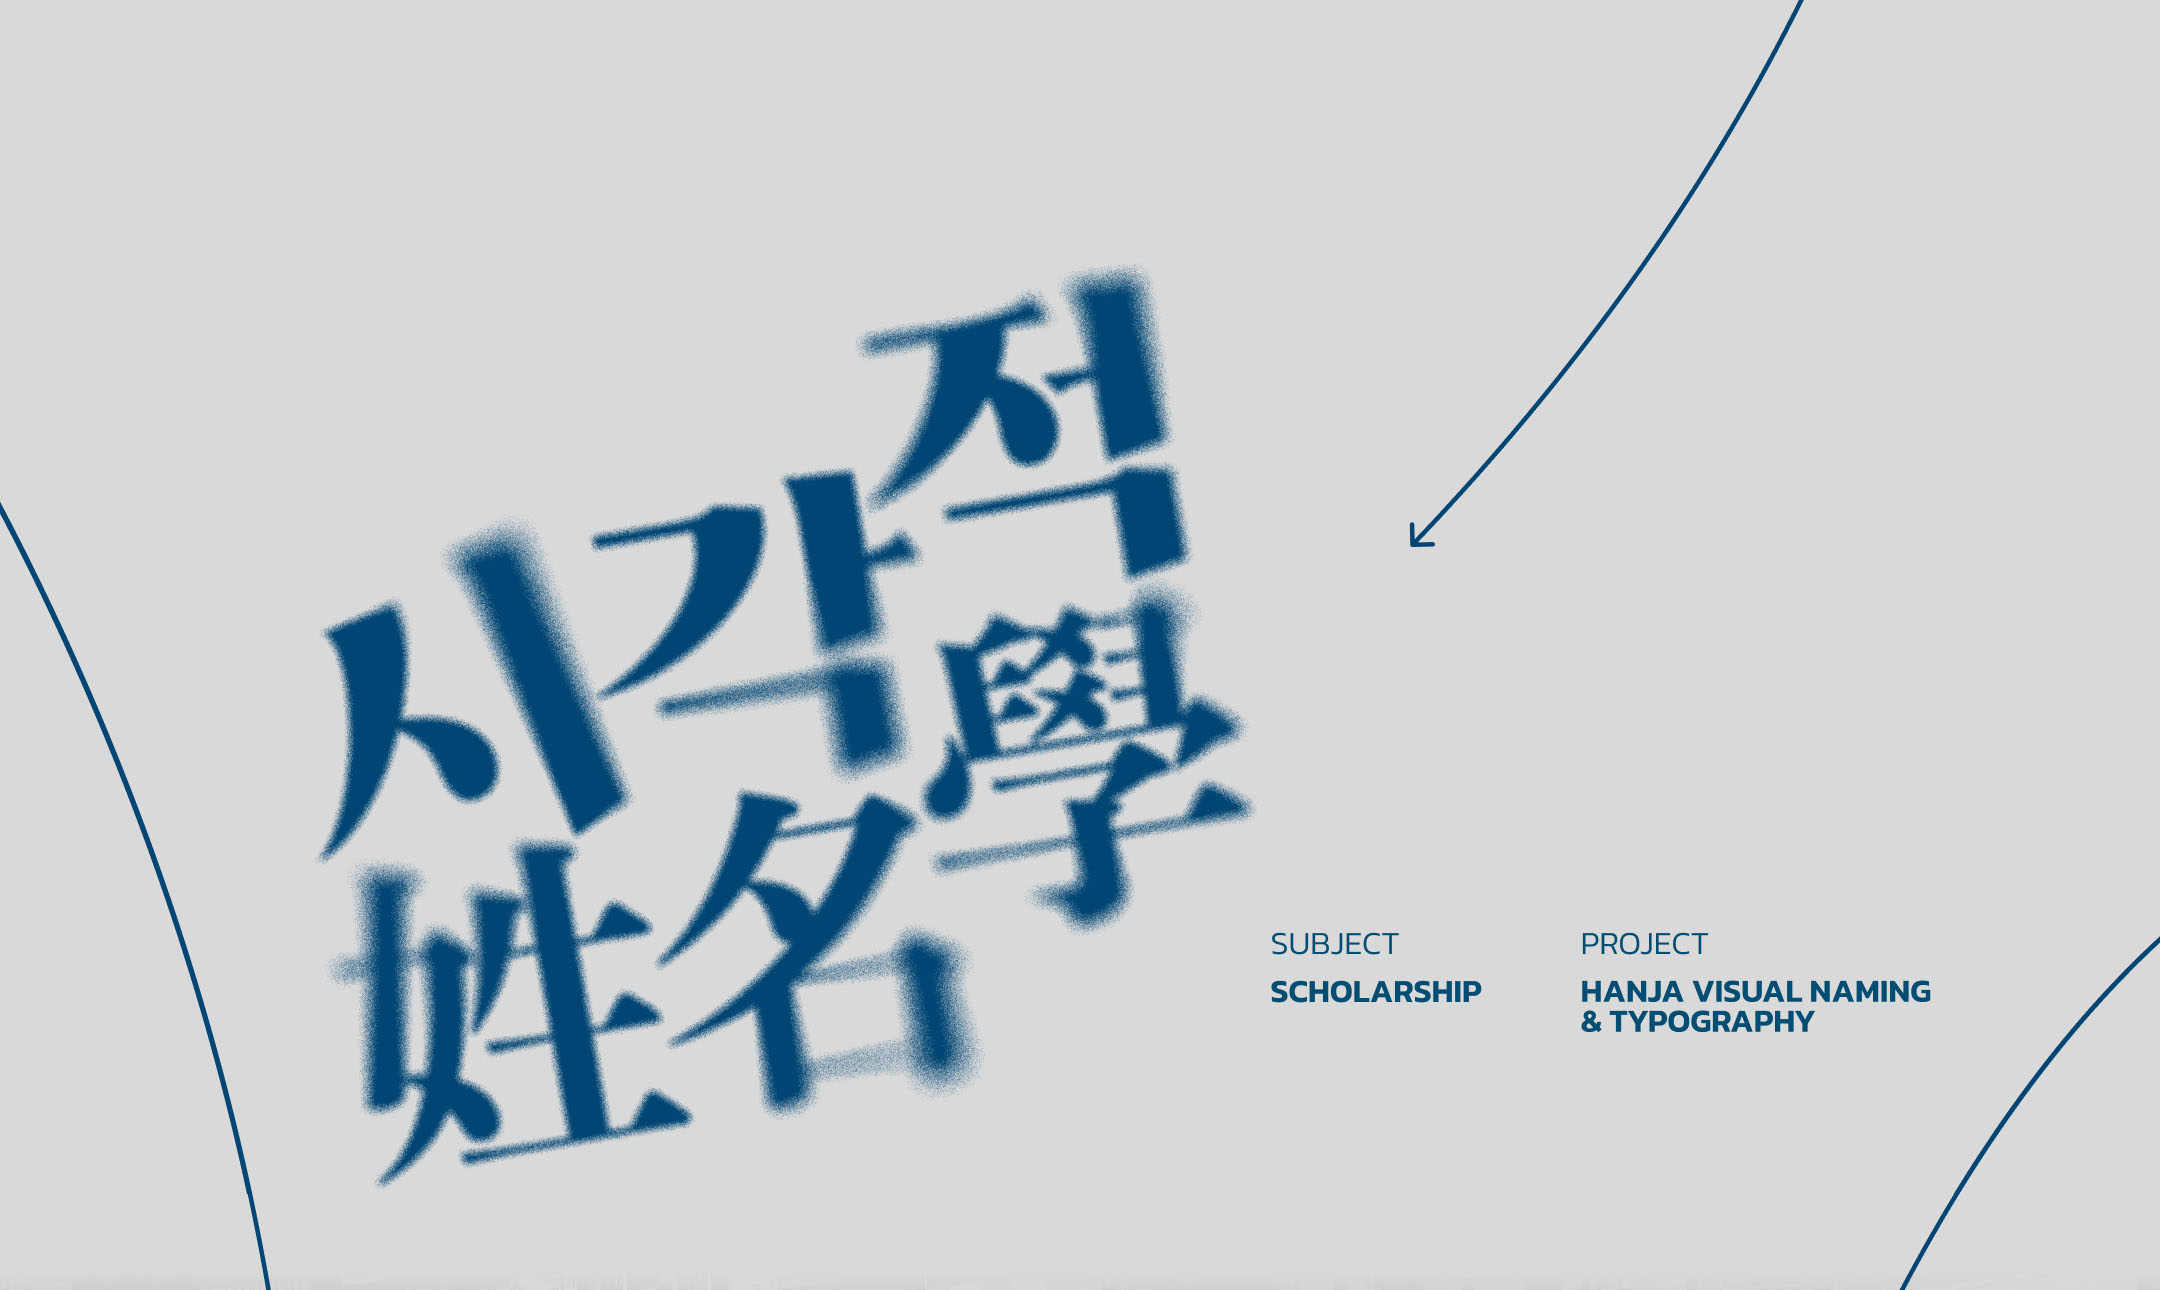 시각적
姓名學
SUBJECT
SCHOLARSHIP
PROJECT
HANJA VISUAL NAMING
& TYPOGRAPHY